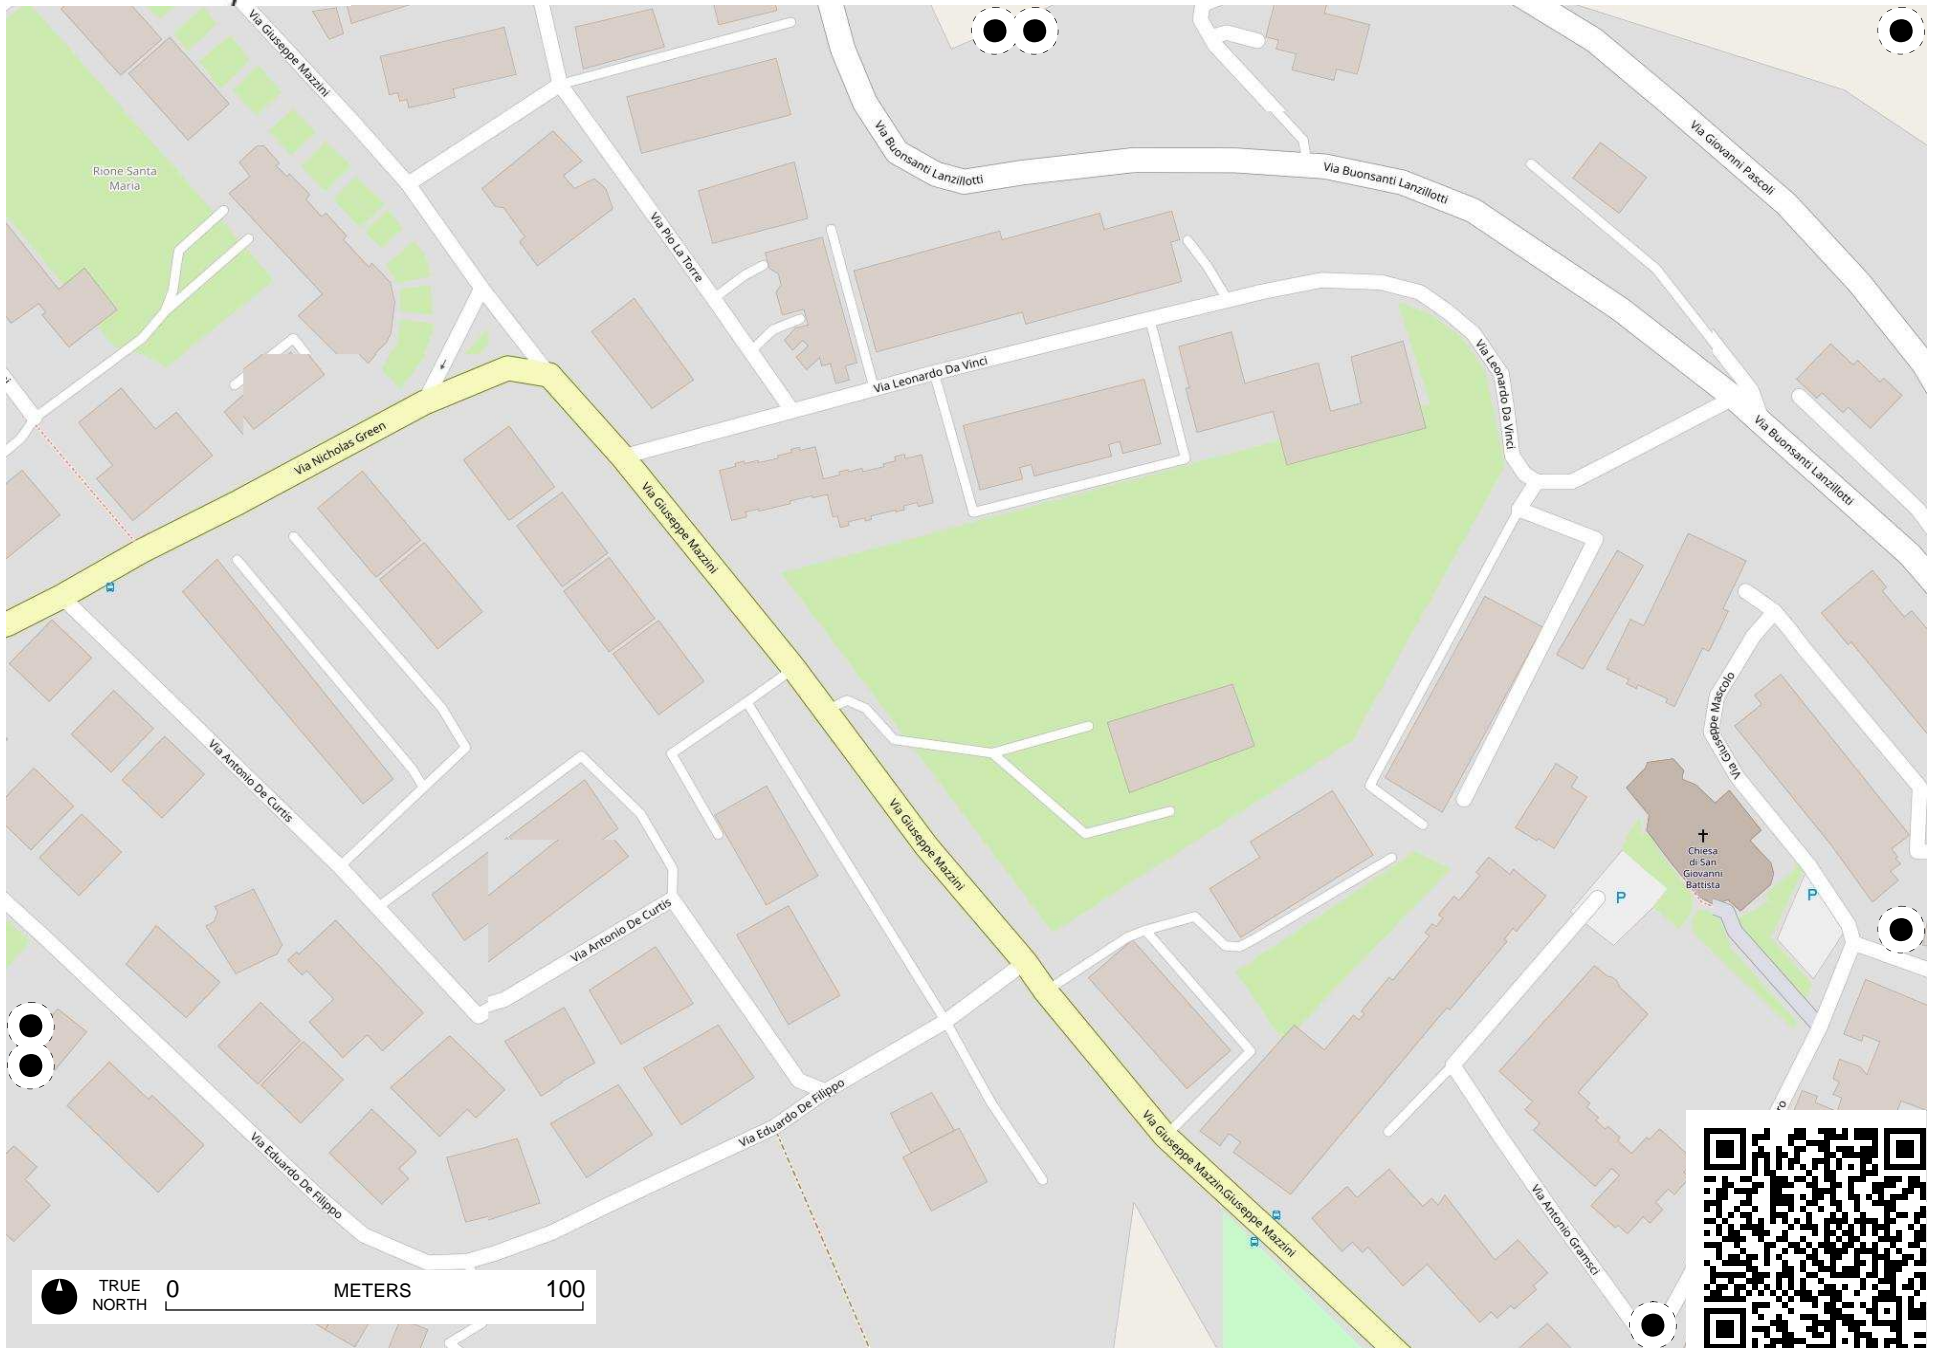 Via Giuseppe Mazzini
Via Buonsanti Lanzillotti
Via Buonsanti Lanzillotti
Via Giovanni Pascoli
Rione Santa
Maria
Via Pio La Torre
Via Leonardo Da Vinci
Via Leonardo Da Vinci
Via Nicholas Green
Via Giuseppe Mazzini
Via Buonsanti Lanzillotti
Via Giuseppe Mascolo
Via Antonio De Curtis
Via Giuseppe Mazzini
Chiesa
di San
Giovanni
Battista
P
P
Via Antonio De Curtis
Via Eduardo De Filippo
Via Eduardo De Filippo
Via Giuseppe Mazzini
Giuseppe Mazzini
Via Antonio Gramsci
TRUE
NORTH
0 METERS 100